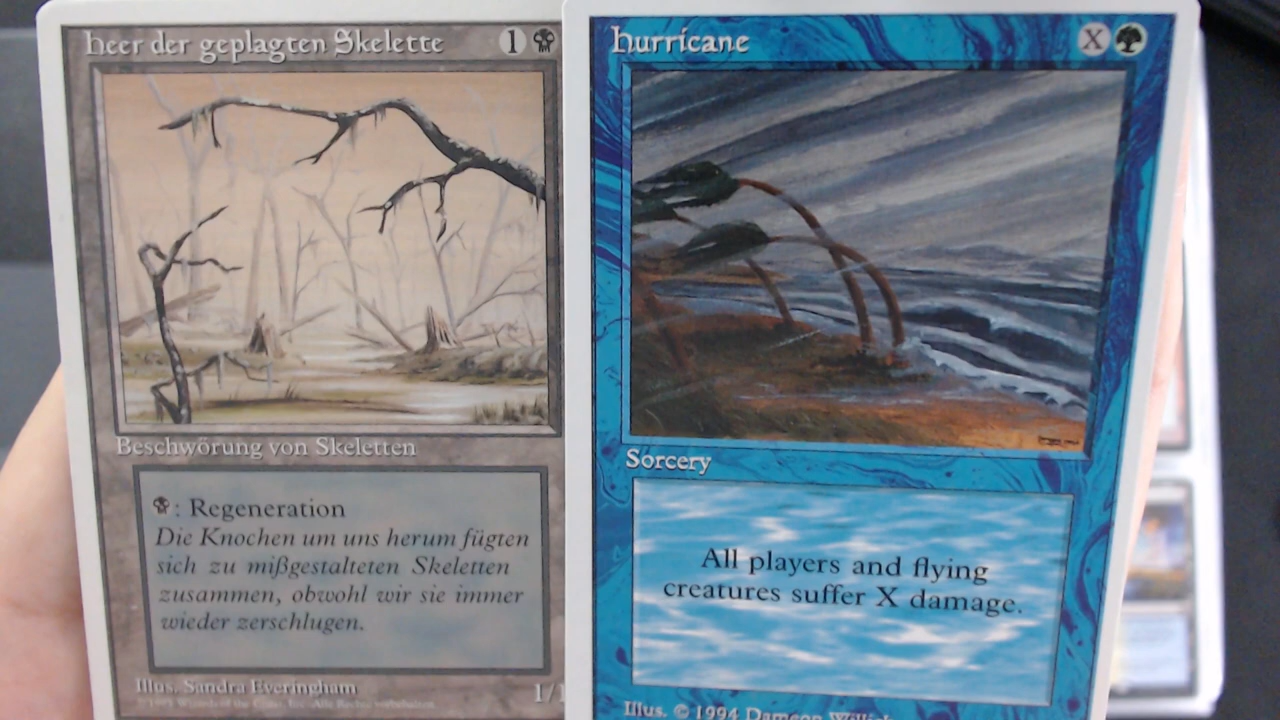 Heer der geplagten Skelette 1
Beschwörung von Skeletten
: Regeneration
Die Knochen um uns herum fügten
sich zu mißgestalteten Skeletten
zusammen, obwohl wir sie immer
wieder zerschlugen.
Illus. Sandra Everingham
1/1
Hurricane X
Sorcery
All players and flying
creatures suffer X damage.
Illus. © 1994 Dameon